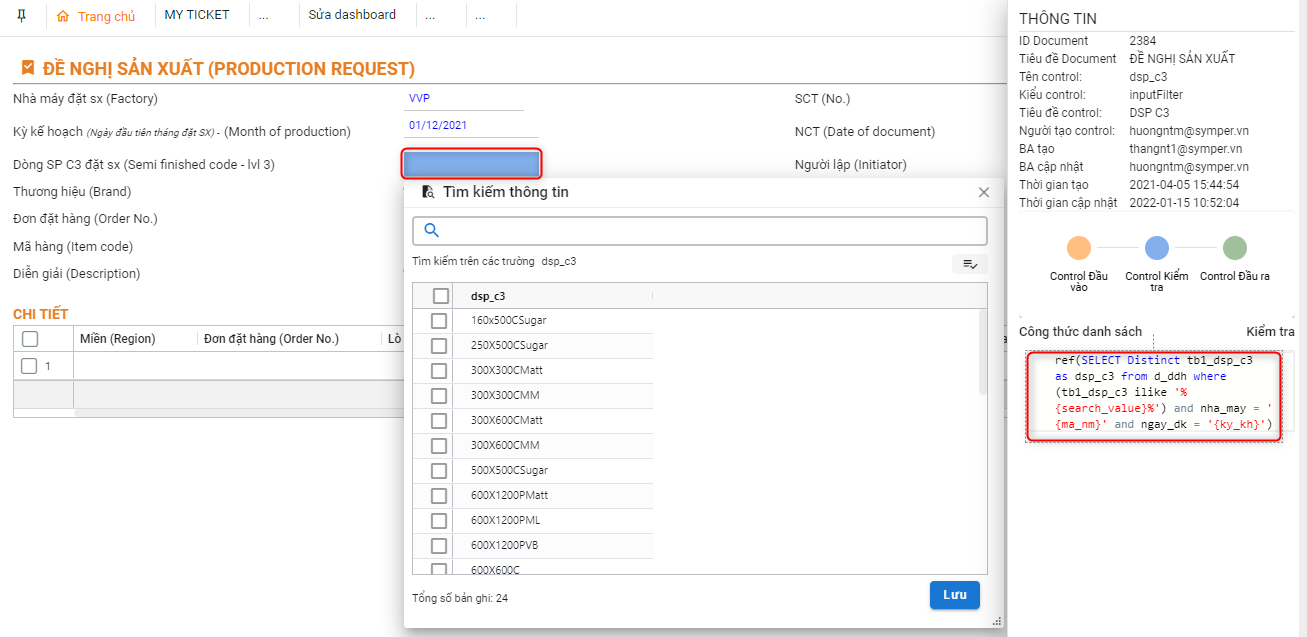 Trang chủ
MY TICKET
...
Sửa dashboard
...
...
ĐỀ NGHỊ SẢN XUẤT (PRODUCTION REQUEST)
Nhà máy đặt sx (Factory)
VVP
SCT (No.)
Kỳ kế hoạch (Ngày đầu tiên tháng đặt SX) - (Month of production)
01/12/2021
NCT (Date of document)
Dòng SP C3 đặt sx (Semi finished code - lvl 3)
Người lập (Initiator)
Thương hiệu (Brand)
Đơn đặt hàng (Order No.)
Mã hàng (Item code)
Diễn giải (Description)
CHI TIẾT
Miền (Region)
Đơn đặt hàng (Order No.)
Lò
1
Tìm kiếm thông tin
Tìm kiếm trên các trường dsp_c3
dsp_c3
160x500CSugar
250X500CSugar
300X300CMatt
300X300CMM
300X600CMatt
300X600CMM
500X500CSugar
600X1200PMatt
600X1200PML
600X1200PVB
600X600C
Tổng số bản ghi: 24
Lưu
THÔNG TIN
ID Document 2384
Tiêu đề Document ĐỀ NGHỊ SẢN XUẤT
Tên control: dsp_c3
Kiểu control: inputFilter
Tiêu đề control: DSP C3
Người tạo control: huongntm@symper.vn
BA tạo thangnt1@symper.vn
BA cập nhật huongntm@symper.vn
Thời gian tạo 2021-04-05 15:44:54
Thời gian cập nhật 2022-01-15 10:52:04
Control Đầu vào
Control Kiểm tra
Control Đầu ra
Công thức danh sách
Kiểm tra
ref(SELECT Distinct tb1_dsp_c3
as dsp_c3 from d_ddh where
(tb1_dsp_c3 ilike '%
{search_value}%') and nha_may = '
{ma_nm}' and ngay_dk = '{ky_kh}')